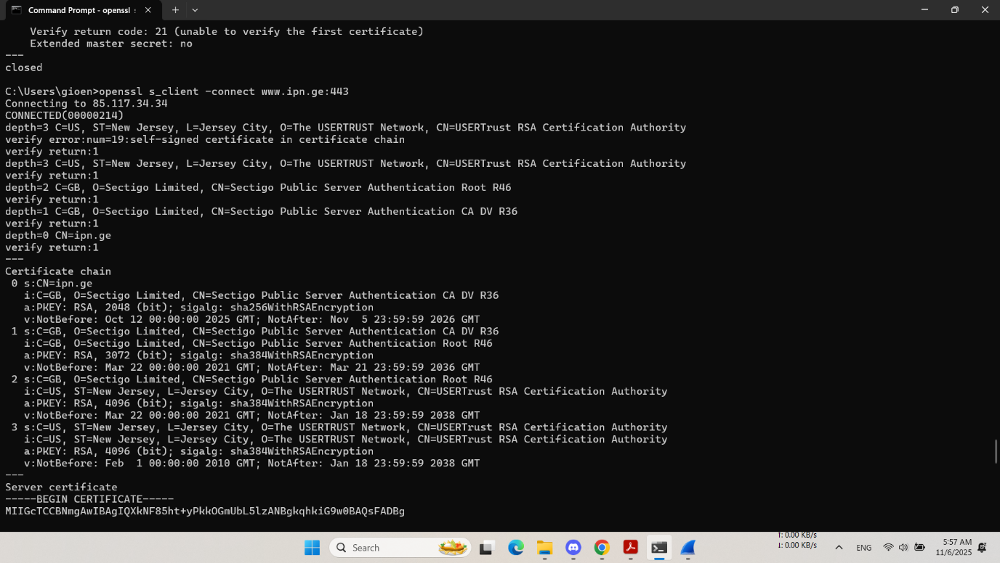 Command Prompt - openssl s
    Verify return code: 21 (unable to verify the first certificate)
    Extended master secret: no
---
closed
C:\Users\gioen>openssl s_client -connect www.ipn.ge:443
Connecting to 85.117.34.34
CONNECTED(00000214)
depth=3 C=US, ST=New Jersey, L=Jersey City, O=The USERTRUST Network, CN=USERTrust RSA Certification Authority
verify error:num=19:self-signed certificate in certificate chain
verify return:1
depth=3 C=US, ST=New Jersey, L=Jersey City, O=The USERTRUST Network, CN=USERTrust RSA Certification Authority
verify return:1
depth=2 C=GB, O=Sectigo Limited, CN=Sectigo Public Server Authentication Root R46
verify return:1
depth=1 C=GB, O=Sectigo Limited, CN=Sectigo Public Server Authentication CA DV R36
verify return:1
depth=0 CN=ipn.ge
verify return:1
---
Certificate chain
 0 s:CN=ipn.ge
   i:C=GB, O=Sectigo Limited, CN=Sectigo Public Server Authentication CA DV R36
   a:PKEY: RSA, 2048 (bit); sigalg: sha256WithRSAEncryption
   v:NotBefore: Oct 12 00:00:00 2025 GMT; NotAfter: Nov  5 23:59:59 2026 GMT
 1 s:C=GB, O=Sectigo Limited, CN=Sectigo Public Server Authentication CA DV R36
   i:C=GB, O=Sectigo Limited, CN=Sectigo Public Server Authentication Root R46
   a:PKEY: RSA, 3072 (bit); sigalg: sha384WithRSAEncryption
   v:NotBefore: Mar 22 00:00:00 2021 GMT; NotAfter: Mar 21 23:59:59 2036 GMT
 2 s:C=GB, O=Sectigo Limited, CN=Sectigo Public Server Authentication Root R46
   i:C=US, ST=New Jersey, L=Jersey City, O=The USERTRUST Network, CN=USERTrust RSA Certification Authority
   a:PKEY: RSA, 4096 (bit); sigalg: sha384WithRSAEncryption
   v:NotBefore: Mar 22 00:00:00 2021 GMT; NotAfter: Jan 18 23:59:59 2038 GMT
 3 s:C=US, ST=New Jersey, L=Jersey City, O=The USERTRUST Network, CN=USERTrust RSA Certification Authority
   i:C=US, ST=New Jersey, L=Jersey City, O=The USERTRUST Network, CN=USERTrust RSA Certification Authority
   a:PKEY: RSA, 4096 (bit); sigalg: sha384WithRSAEncryption
   v:NotBefore: Feb  1 00:00:00 2010 GMT; NotAfter: Jan 18 23:59:59 2038 GMT
---
Server certificate
-----BEGIN CERTIFICATE-----
MIIGcTCCBNmgAwIBAgIQXkNF85ht+yPkkOGmUbL5lzANBgkqhkiG9w0BAQsFADBg
Search
↑: 0.00 KB/s
↓: 0.00 KB/s
ENG
5:57 AM
11/6/2025